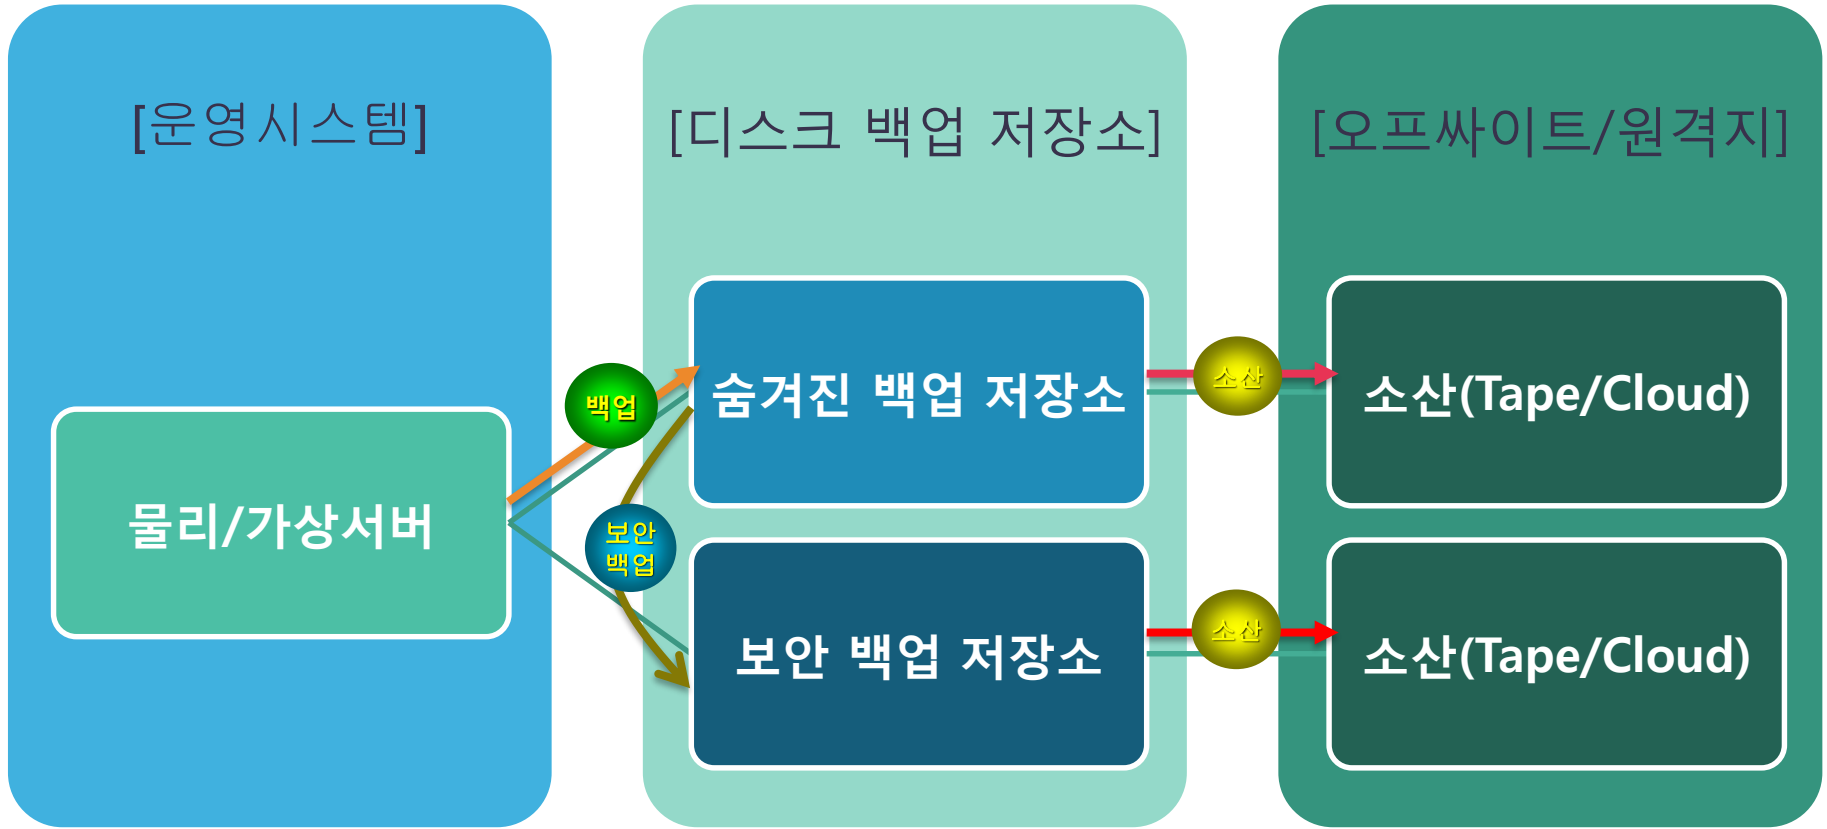 [운영시스템]
[디스크 백업 저장소]
[오프싸이트/원격지]
물리/가상서버
백업
보안
백업
숨겨진 백업 저장소
소산
소산(Tape/Cloud)
보안 백업 저장소
소산
소산(Tape/Cloud)